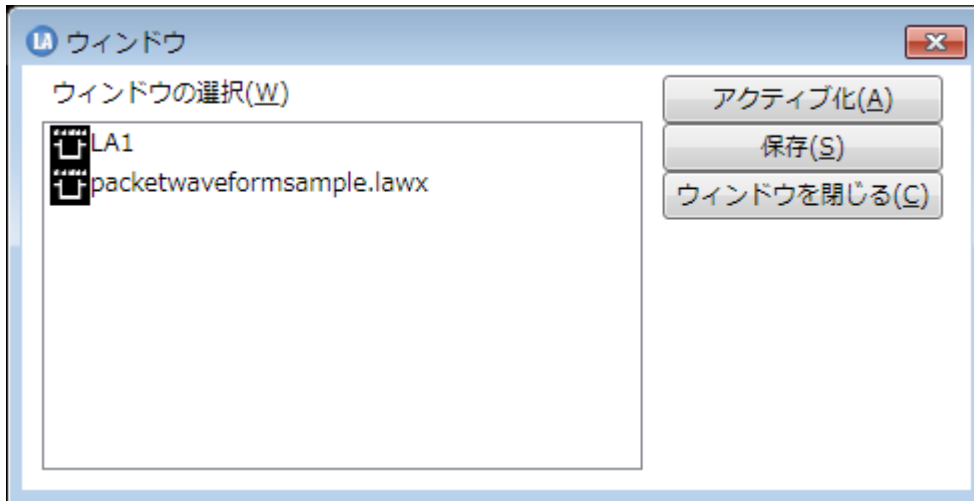 LA ウィンドウ
ウィンドウの選択(W)
LA1
packetwaveformsample.lawx
アクティブ化(A)
保存(S)
ウィンドウを閉じる(C)